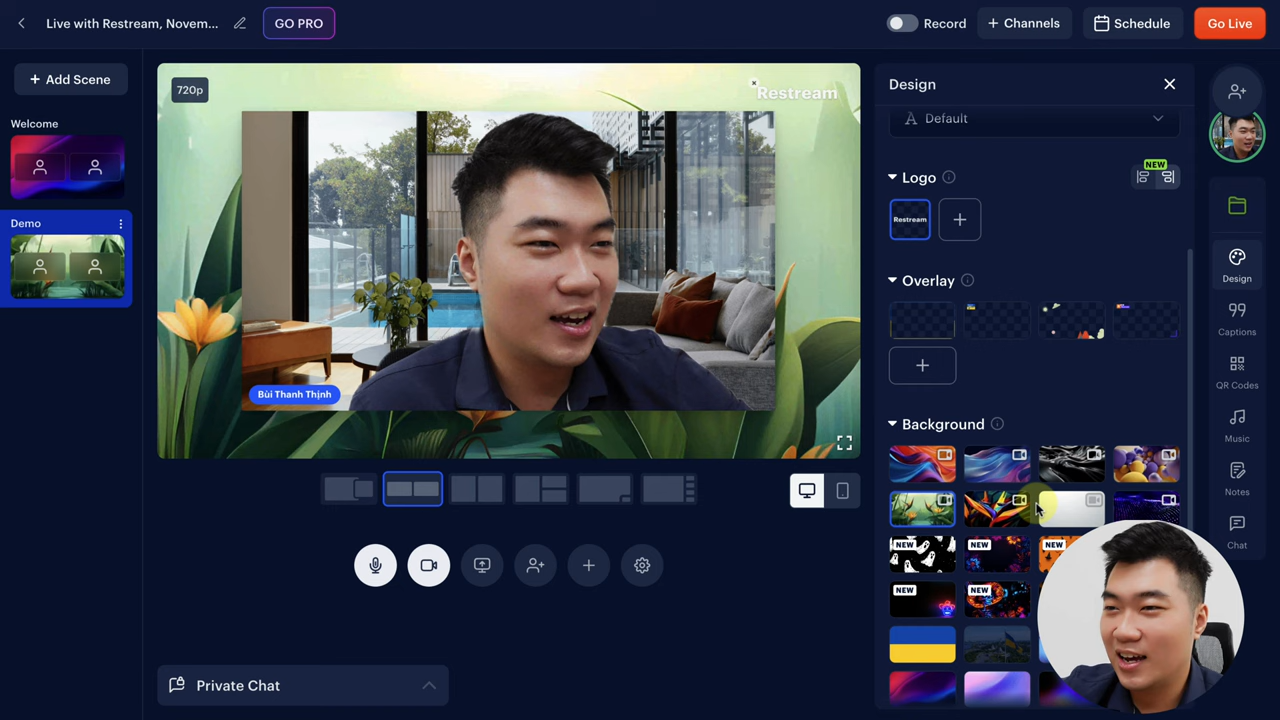 Live with Restream, Novem...
GO PRO
Record
+ Channels
Schedule
Go Live
+ Add Scene
Welcome
Demo
720p
Restream
Bùi Thanh Thịnh
Private Chat
Design
Default
Logo
NEW
Restream
Overlay
Background
NEW
NEW
NEW
NEW
NEW
Design
Captions
QR Codes
Music
Notes
Chat